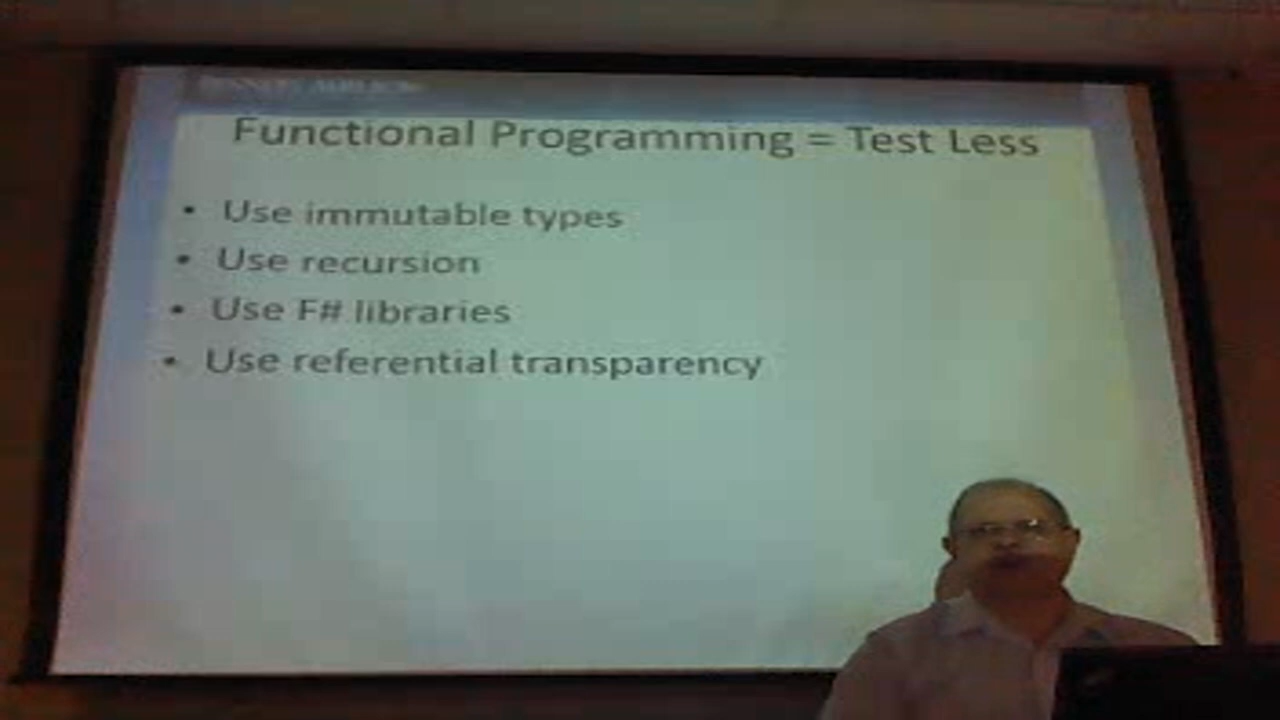 Functional Programming = Test Less
• Use immutable types
• Use recursion
• Use F# libraries
• Use referential transparency